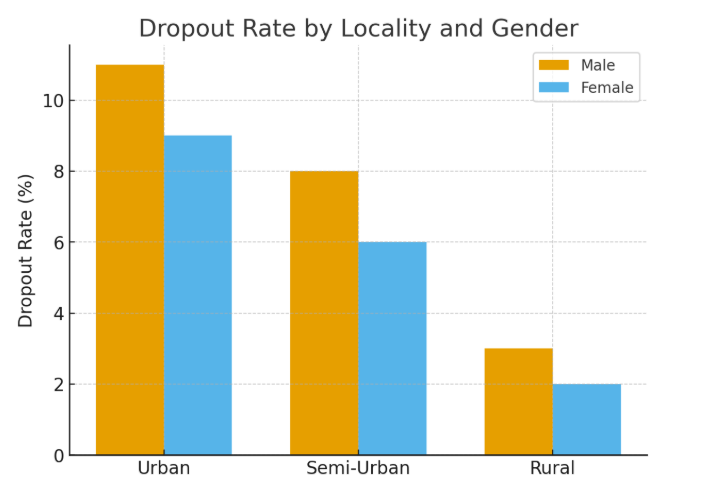 Dropout Rate by Locality and Gender
Male
Female
Dropout Rate (%)
10
8
6
4
2
0
Urban
Semi-Urban
Rural